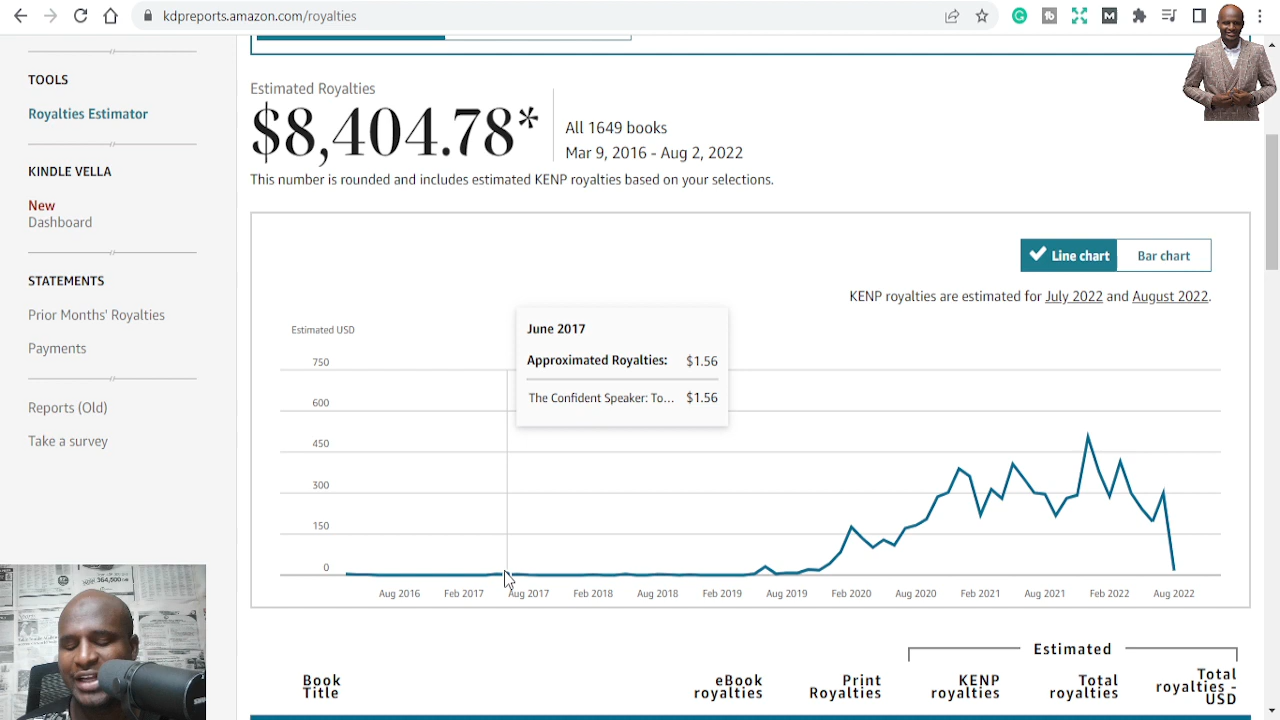 kdpreports.amazon.com/royalties
TOOLS
Royalties Estimator
KINDLE VELLA
New
Dashboard
STATEMENTS
Prior Months' Royalties
Payments
Reports (Old)
Take a survey
Estimated Royalties
$8,404.78*
All 1649 books
Mar 9, 2016 - Aug 2, 2022
This number is rounded and includes estimated KENP royalties based on your selections.
Line chart
Bar chart
KENP royalties are estimated for July 2022 and August 2022.
Estimated USD
750
600
450
300
150
0
June 2017
Approximated Royalties: $1.56
The Confident Speaker: To... $1.56
Aug 2016 Feb 2017 Aug 2017 Feb 2018 Aug 2018 Feb 2019 Aug 2019 Feb 2020 Aug 2020 Feb 2021 Aug 2021 Feb 2022 Aug 2022
Estimated
Book
Title
eBook
royalties
Print
Royalties
KENP
royalties
Total
royalties
Total
royalties -
USD